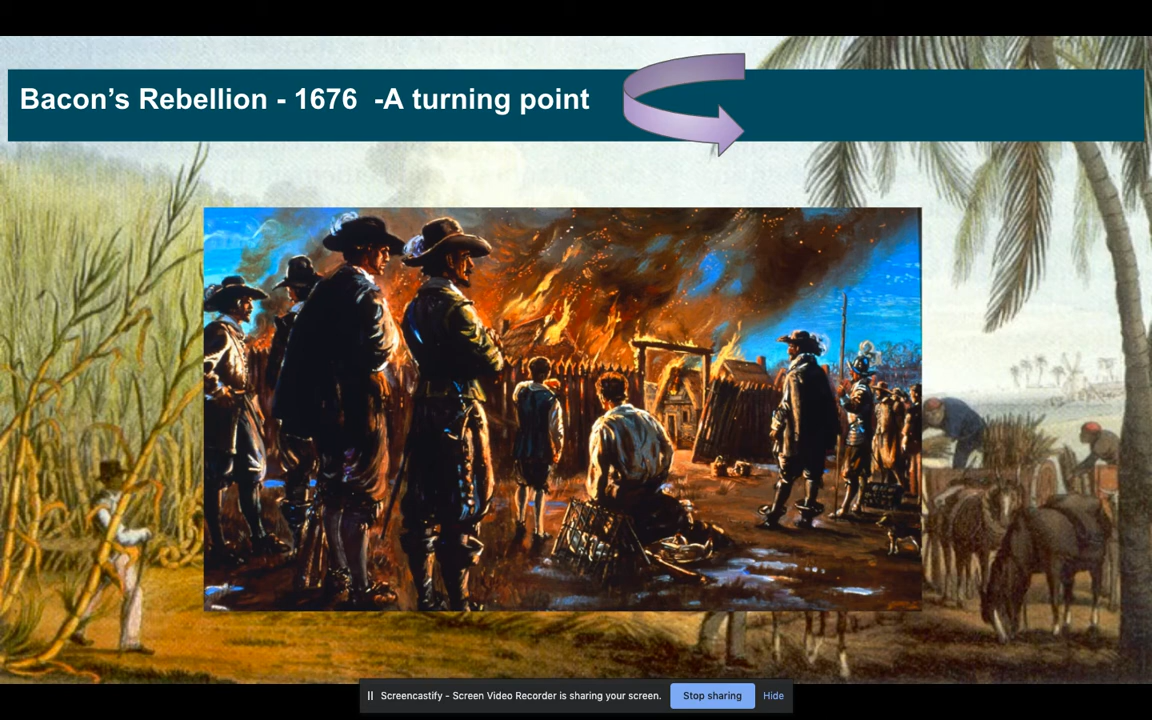 Bacon’s Rebellion - 1676  -A turning point
Screencastify - Screen Video Recorder is sharing your screen.
Stop sharing
Hide